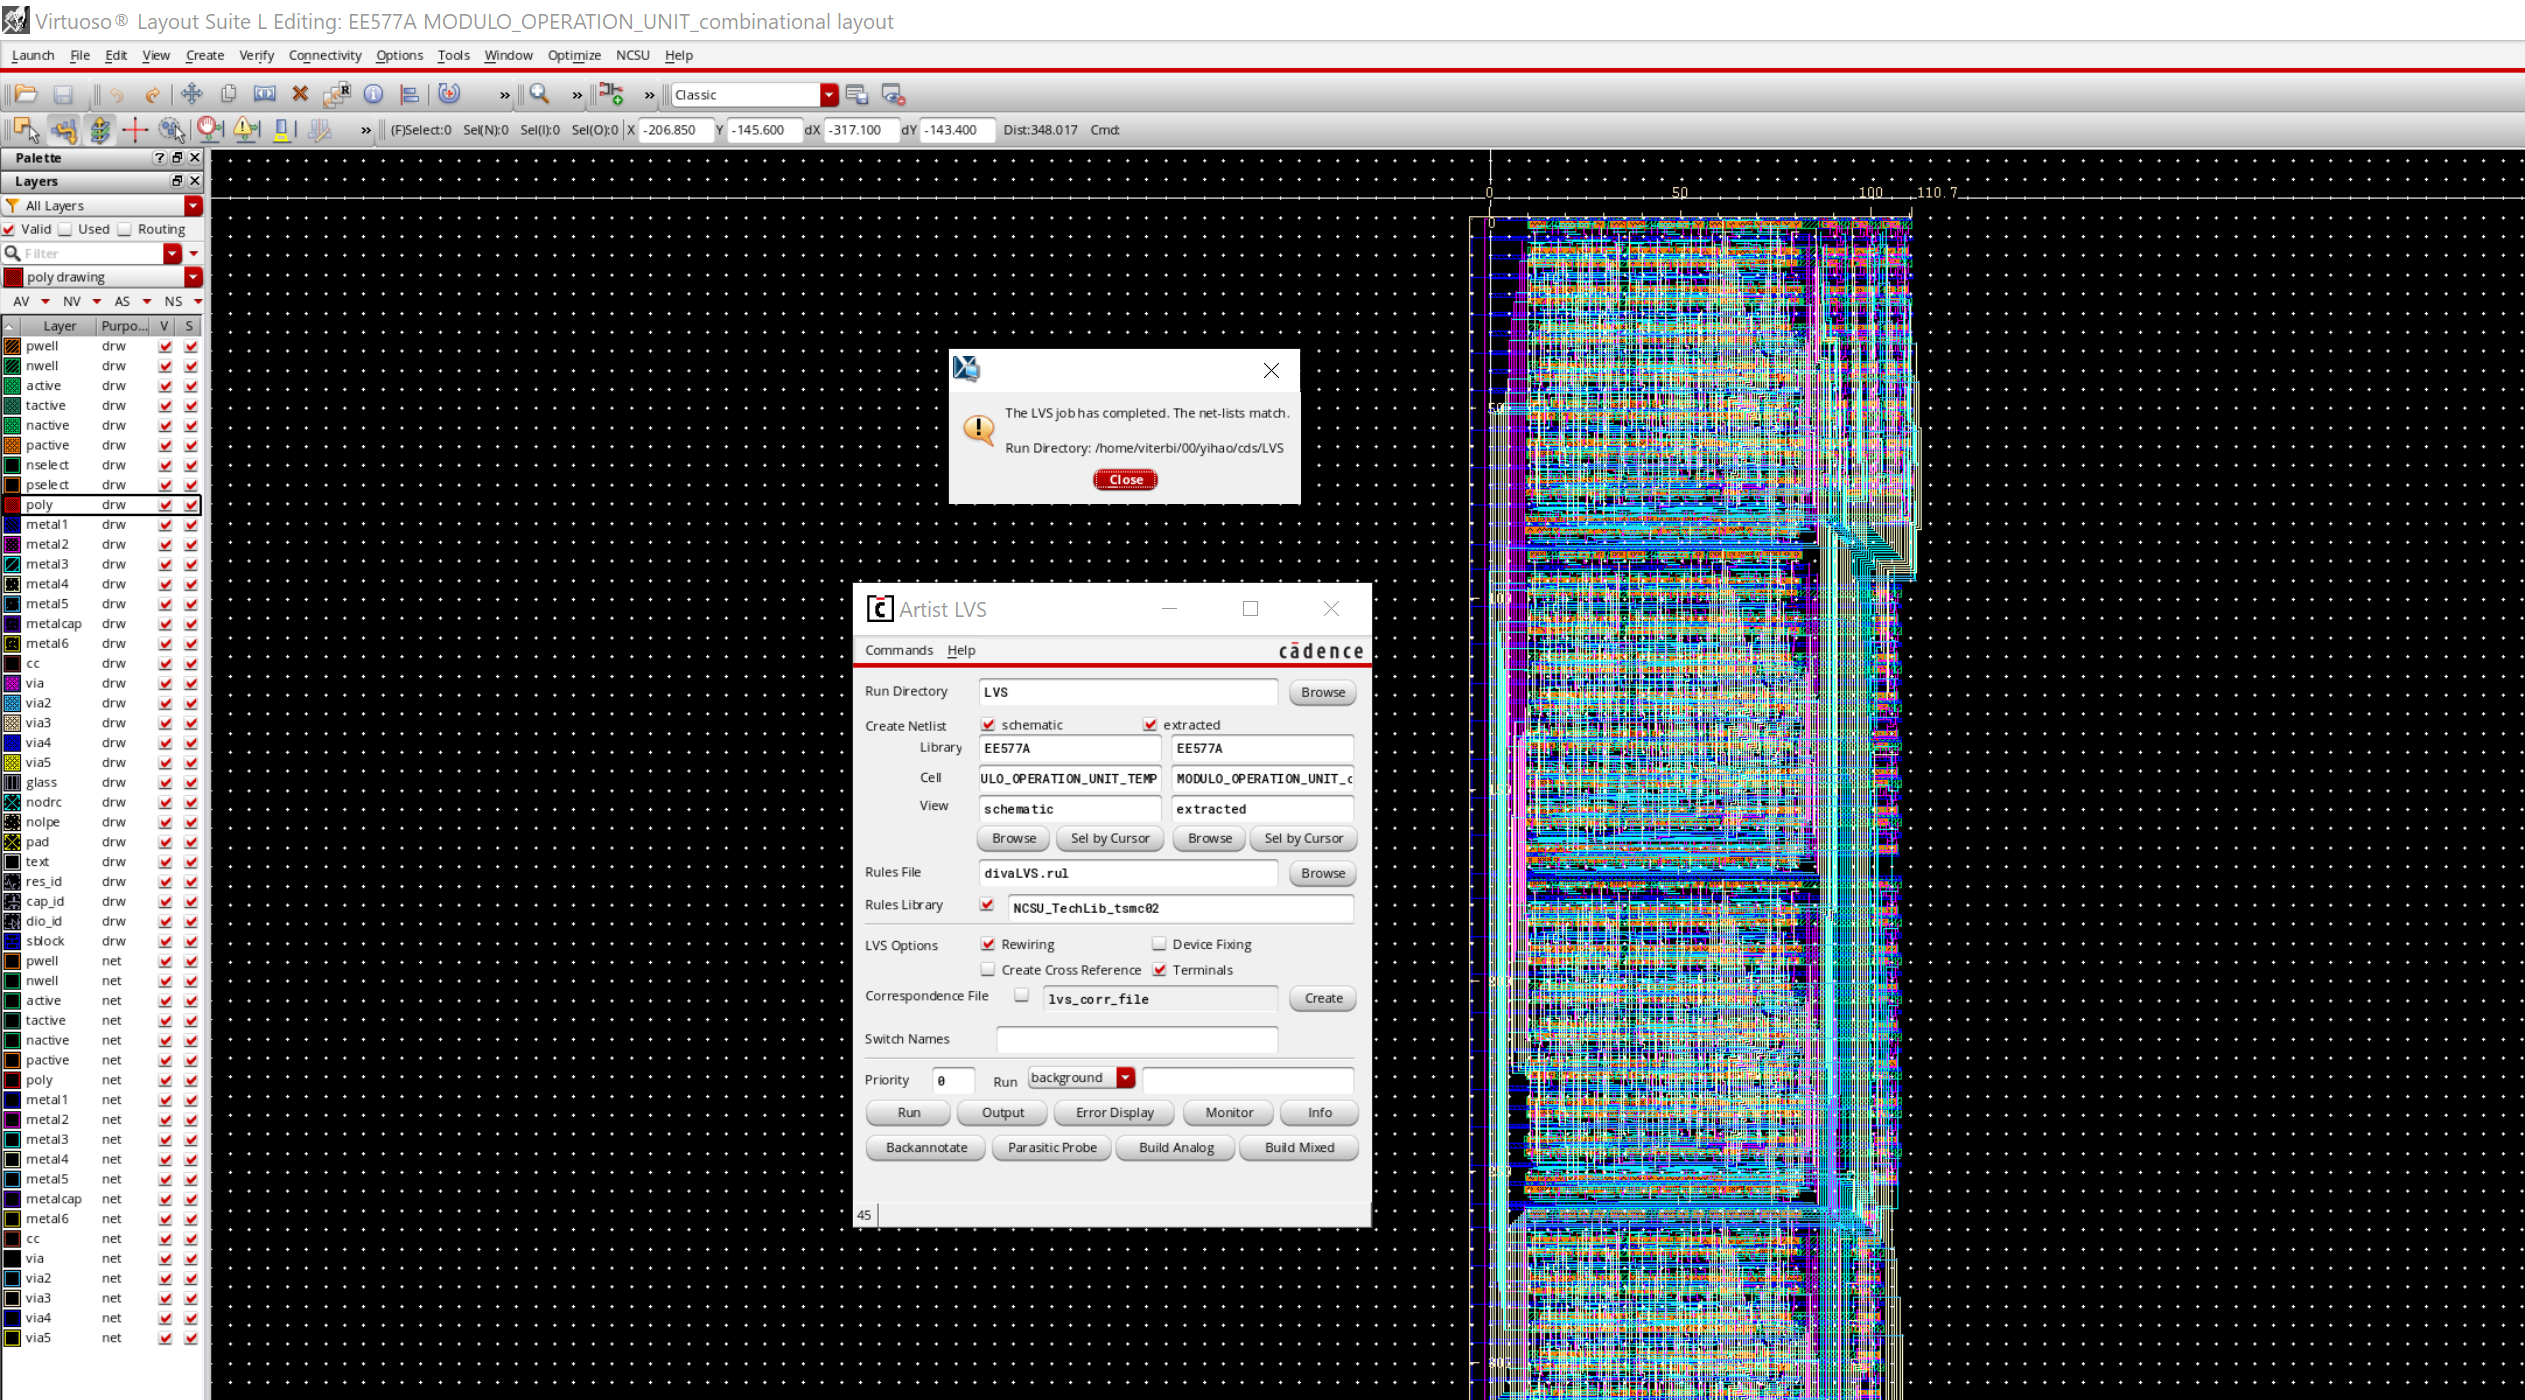 Virtuoso® Layout Suite L Editing: EE577A MODULO_OPERATION_UNIT_combinational layout
Launch File Edit View Create Verify Connectivity Options Tools Window Optimize NCSU Help
» » » Classic
» (F)Select:0 Sel(N):0 Sel(I):0 Sel(O):0 X -206.850 Y -145.600 dX -317.100 dY -143.400 Dist:348.017 Cmd:
Palette
Layers
All Layers
Valid Used Routing
Filter
poly drawing
AV NV AS NS
Layer Purpo... V S
pwell drw
nwell drw
active drw
tactive drw
nactive drw
pactive drw
nselect drw
pselect drw
poly drw
metal1 drw
metal2 drw
metal3 drw
metal4 drw
metal5 drw
metalcap drw
metal6 drw
cc drw
via drw
via2 drw
via3 drw
via4 drw
via5 drw
glass drw
nodrc drw
nolpe drw
pad drw
text drw
res_id drw
cap_id drw
dio_id drw
sblock drw
pwell net
nwell net
active net
tactive net
nactive net
pactive net
poly net
metal1 net
metal2 net
metal3 net
metal4 net
metal5 net
metalcap net
metal6 net
cc net
via net
via2 net
via3 net
via4 net
via5 net
The LVS job has completed. The net-lists match.
Run Directory: /home/viterbi/00/yihao/cds/LVS
Close
Artist LVS
Commands Help cādence
Run Directory LVS Browse
Create Netlist schematic extracted
Library EE577A EE577A
Cell ULO_OPERATION_UNIT_TEMP MODULO_OPERATION_UNIT_c
View schematic extracted
Browse Sel by Cursor Browse Sel by Cursor
Rules File divaLVS.rul Browse
Rules Library NCSU_TechLib_tsmc02
LVS Options Rewiring Device Fixing
Create Cross Reference Terminals
Correspondence File lvs_corr_file Create
Switch Names
Priority 0 Run background
Run Output Error Display Monitor Info
Backannotate Parasitic Probe Build Analog Build Mixed
45
0 50 100 110.7
0